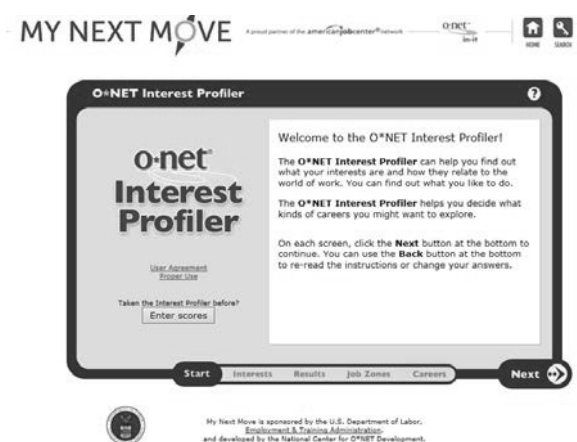 MY NEXT MOVE
A proud partner of the americanjobcenter® network
o·net™
in-it
HOME
SEARCH
O*NET Interest Profiler
?
o·net®
Interest
Profiler
User Agreement
Proper Use
Taken the Interest Profiler before?
Enter scores
Welcome to the O*NET Interest Profiler!
The O*NET Interest Profiler can help you find out
what your interests are and how they relate to the
world of work. You can find out what you like to do.
The O*NET Interest Profiler helps you decide what
kinds of careers you might want to explore.
On each screen, click the Next button at the bottom to
continue. You can use the Back button at the bottom
to re-read the instructions or change your answers.
Start Interests Results Job Zones Careers Next
My Next Move is sponsored by the U.S. Department of Labor,
Employment & Training Administration,
and developed by the National Center for O*NET Development.